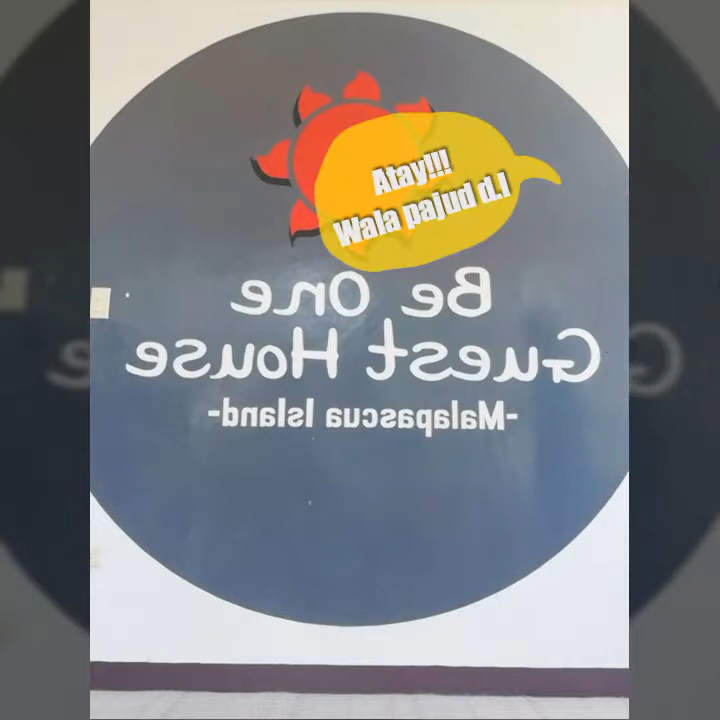 Atay!!!
Wala pajud d.I
Be One
Guest House
-Malapascua Island-